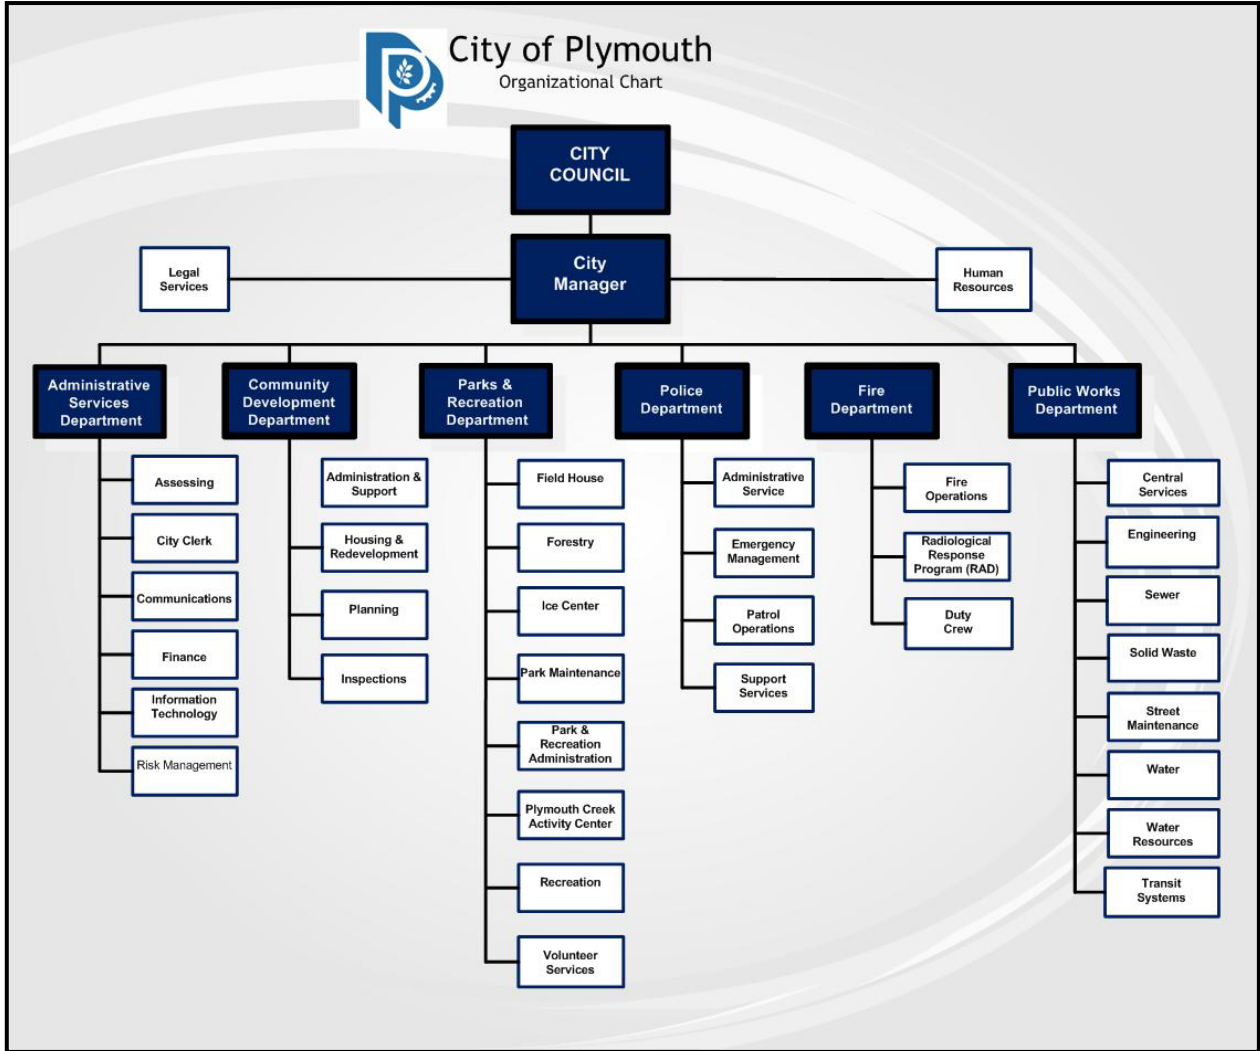 City of Plymouth
Organizational Chart
CITY
COUNCIL
City
Manager
Legal
Services
Human
Resources
Administrative
Services
Department
Community
Development
Department
Parks &
Recreation
Department
Police
Department
Fire
Department
Public Works
Department
Assessing
City Clerk
Communications
Finance
Information
Technology
Risk Management
Administration &
Support
Housing &
Redevelopment
Planning
Inspections
Field House
Forestry
Ice Center
Park Maintenance
Park &
Recreation
Administration
Plymouth Creek
Activity Center
Recreation
Volunteer
Services
Administrative
Service
Emergency
Management
Patrol
Operations
Support
Services
Fire
Operations
Radiological
Response
Program (RAD)
Duty
Crew
Central
Services
Engineering
Sewer
Solid Waste
Street
Maintenance
Water
Water
Resources
Transit
Systems